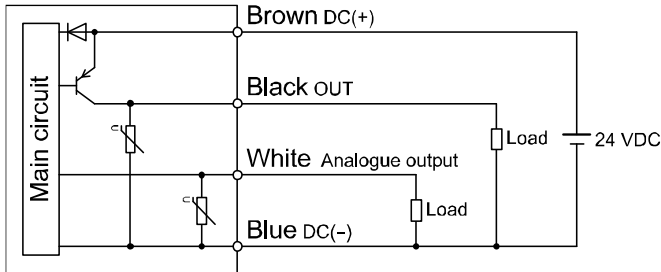 Brown DC(+)
Main circuit
Black OUT
U
Load
24 VDC
White Analogue output
U
Load
Blue DC(−)